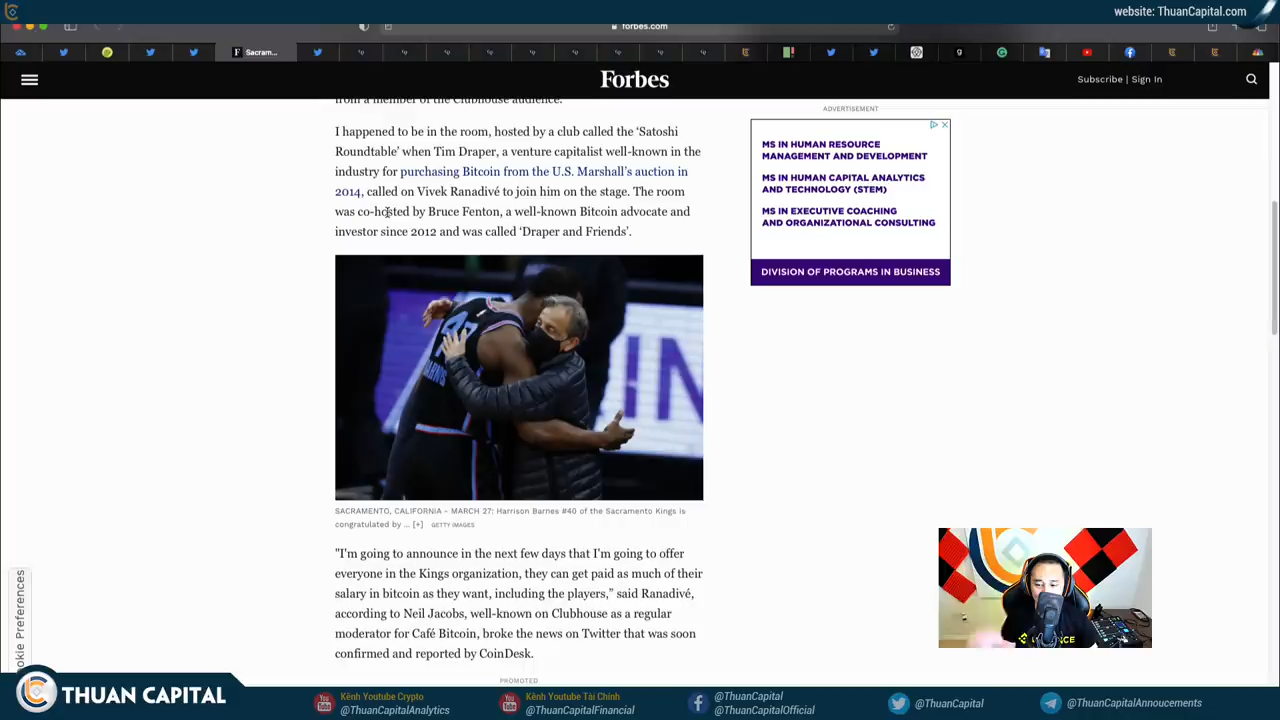 website: ThuanCapital.com
forbes.com
Sacram...
Forbes
Subscribe | Sign In
from a member of the Clubhouse audience.
ADVERTISEMENT
I happened to be in the room, hosted by a club called the ‘Satoshi
Roundtable’ when Tim Draper, a venture capitalist well-known in the
industry for purchasing Bitcoin from the U.S. Marshall’s auction in
2014, called on Vivek Ranadivé to join him on the stage. The room
was co-hosted by Bruce Fenton, a well-known Bitcoin advocate and
investor since 2012 and was called ‘Draper and Friends’.
MS IN HUMAN RESOURCE
MANAGEMENT AND DEVELOPMENT
MS IN HUMAN CAPITAL ANALYTICS
AND TECHNOLOGY (STEM)
MS IN EXECUTIVE COACHING
AND ORGANIZATIONAL CONSULTING
DIVISION OF PROGRAMS IN BUSINESS
BARNES
SACRAMENTO, CALIFORNIA - MARCH 27: Harrison Barnes #40 of the Sacramento Kings is
congratulated by ... [+] GETTY IMAGES
"I'm going to announce in the next few days that I’m going to offer
everyone in the Kings organization, they can get paid as much of their
salary in bitcoin as they want, including the players,” said Ranadivé,
according to Neil Jacobs, well-known on Clubhouse as a regular
moderator for Café Bitcoin, broke the news on Twitter that was soon
confirmed and reported by CoinDesk.
PROMOTED
okie Preferences
THUAN CAPITAL
Kênh Youtube Crypto
@ThuanCapitalAnalytics
Kênh Youtube Tài Chính
@ThuanCapitalFinancial
@ThuanCapital
@ThuanCapitalOfficial
@ThuanCapital
@ThuanCapitalAnnoucements